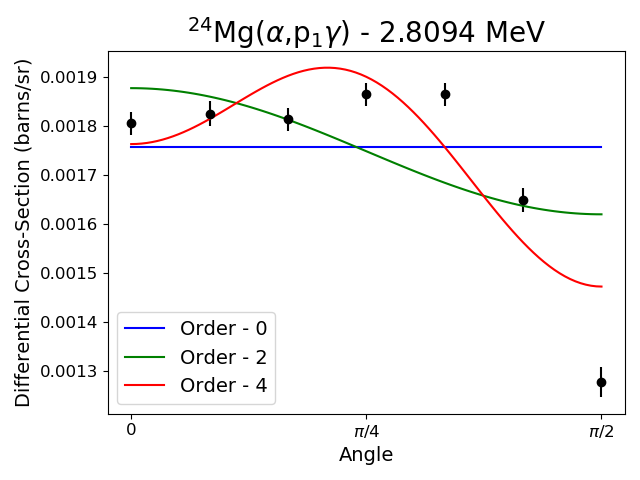 ²⁴Mg(α,p₁γ) - 2.8094 MeV
Differential Cross-Section (barns/sr)
0.0019
0.0018
0.0017
0.0016
0.0015
0.0014
0.0013
Order - 0
Order - 2
Order - 4
0 π/4 π/2
Angle